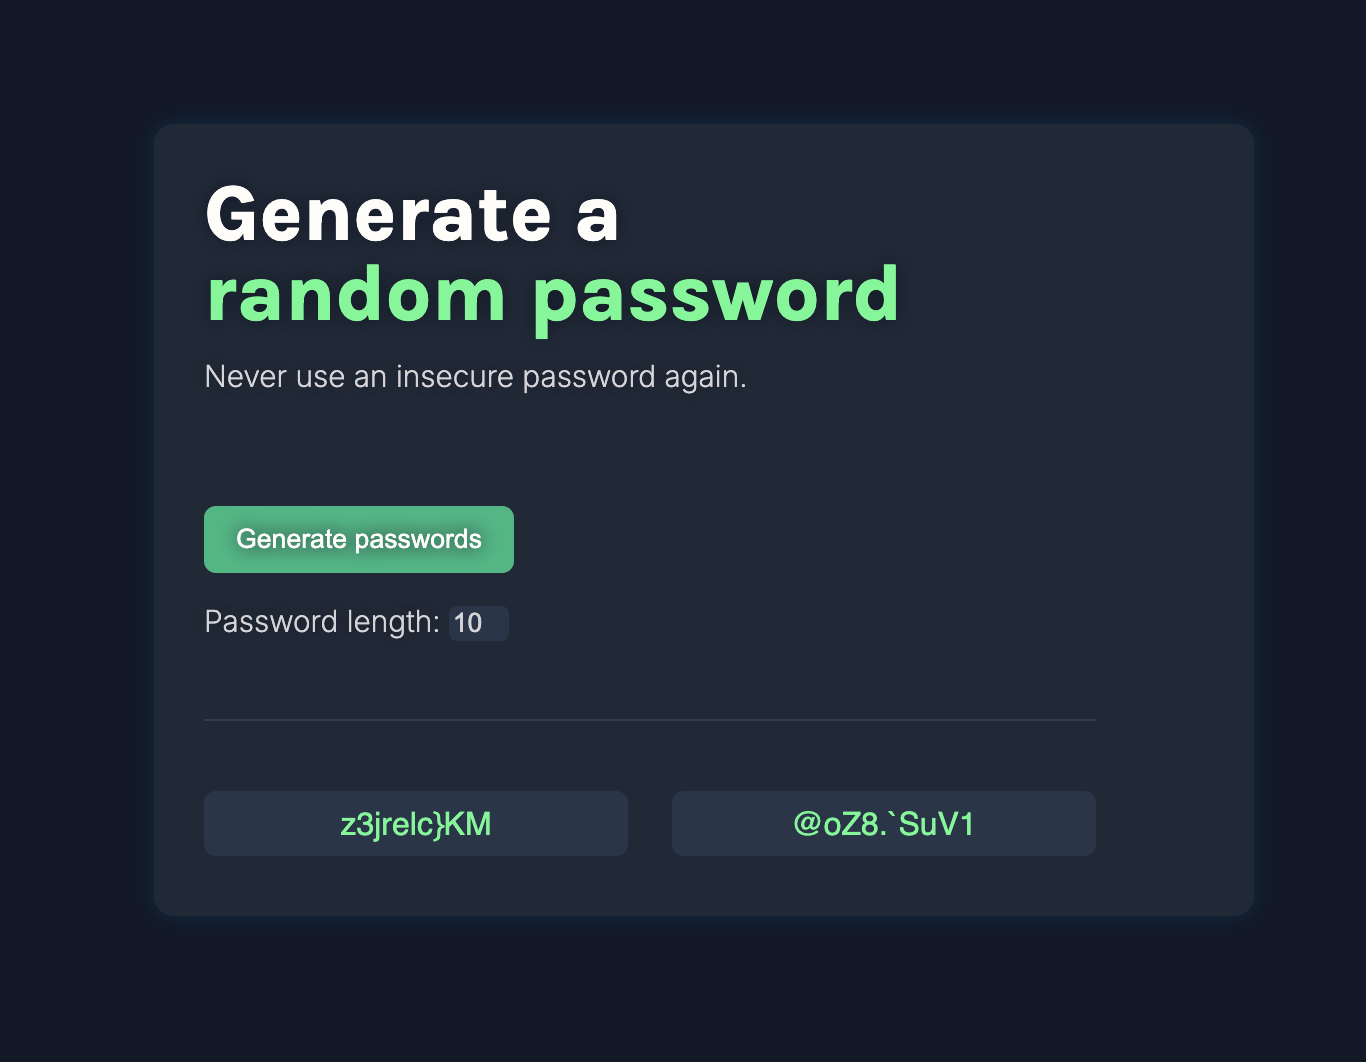 Generate a
random password
Never use an insecure password again.
Generate passwords
Password length: 10
z3jrelc}KM
@oZ8.`SuV1